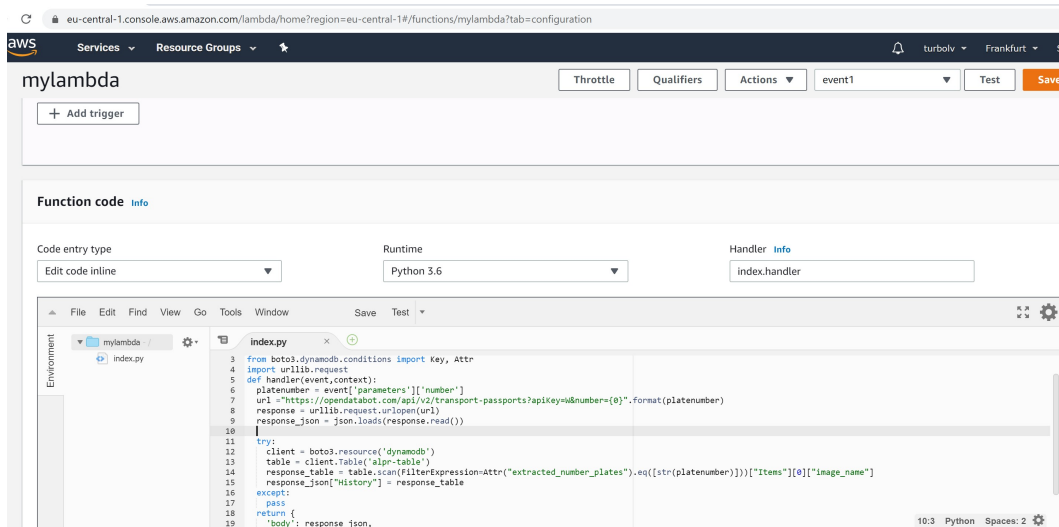 eu-central-1.console.aws.amazon.com/lambda/home?region=eu-central-1#/functions/mylambda?tab=configuration
aws Services Resource Groups turbolv Frankfurt
mylambda Throttle Qualifiers Actions event1 Test Save
+ Add trigger
Function code Info
Code entry type Runtime Handler Info
Edit code inline Python 3.6 index.handler
File Edit Find View Go Tools Window Save Test
Environment
mylambda - / index.py
index.py
3 from boto3.dynamodb.conditions import Key, Attr
4 import urllib.request
5 def handler(event,context):
6 platenumber = event['parameters']['number']
7 url ="https://opendatabot.com/api/v2/transport-passports?apiKey=W&number={0}".format(platenumber)
8 response = urllib.request.urlopen(url)
9 response_json = json.loads(response.read())
10
11 try:
12 client = boto3.resource('dynamodb')
13 table = client.Table('alpr-table')
14 response_table = table.scan(FilterExpression=Attr("extracted_number_plates").eq([str(platenumber)]))["Items"][0]["image_name"]
15 response_json["History"] = response_table
16 except:
17 pass
18 return {
19 'body': response_json,
10:3 Python Spaces: 2